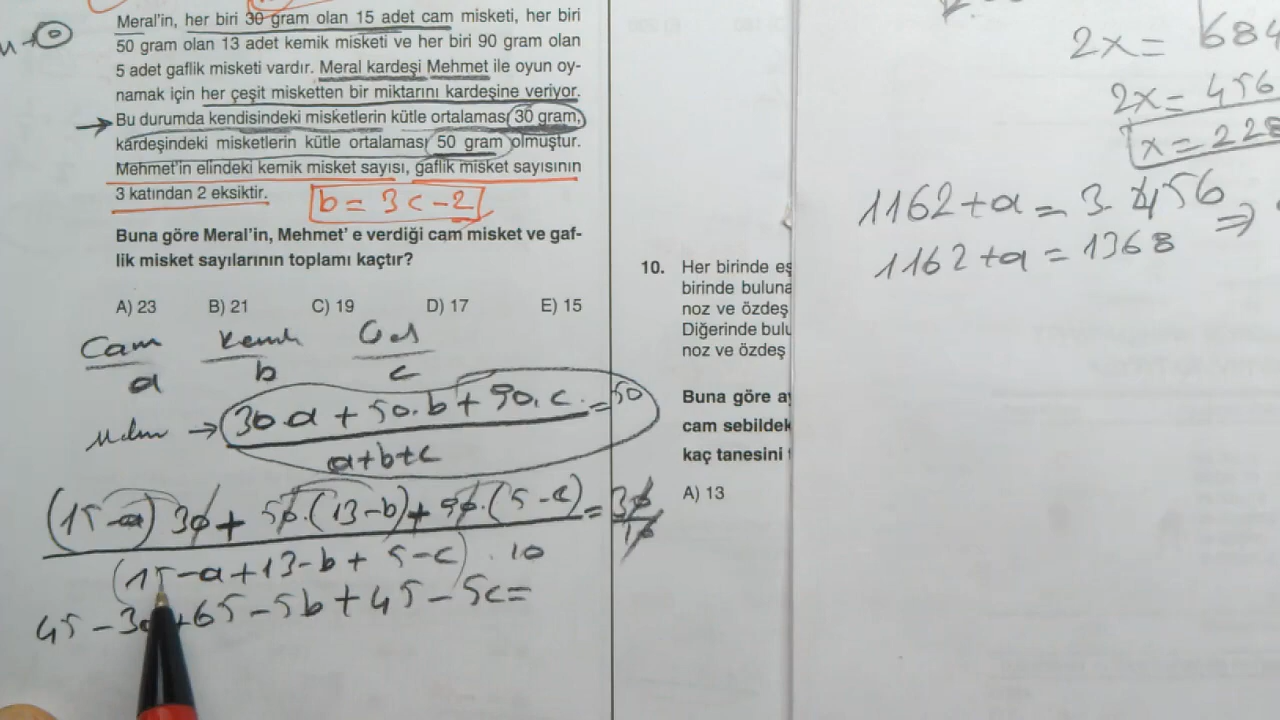 Meral'in, her biri 30 gram olan 15 adet cam misketi, her biri
50 gram olan 13 adet kemik misketi ve her biri 90 gram olan
5 adet gaflik misketi vardır. Meral kardeşi Mehmet ile oyun oy-
namak için her çeşit misketten bir miktarını kardeşine veriyor.
Bu durumda kendisindeki misketlerin kütle ortalaması 30 gram,
kardeşindeki misketlerin kütle ortalaması 50 gram olmuştur.
Mehmet'in elindeki kemik misket sayısı, gaflik misket sayısının
3 katından 2 eksiktir.
b = 3c-2
Buna göre Meral'in, Mehmet' e verdiği cam misket ve gaf-
lik misket sayılarının toplamı kaçtır?
A) 23 B) 21 C) 19 D) 17 E) 15
Cam Kemik
a b c
→ 30.a + 50.b + 90.c = 50
a+b+c
(15-a) 30 + 50.(13-b) + 90.(5-c) = 30
(15-a+13-b+5-c) . 10
45-3a+65-5b+45-5c=
10. Her birinde eş
birinde buluna
noz ve özdeş
Diğerinde bulu
noz ve özdeş
Buna göre ay
cam sebildek
kaç tanesini
A) 13
2x = 684
2x = 456
x = 228
1162+a = 3.456 ⇒
1162+a = 1368